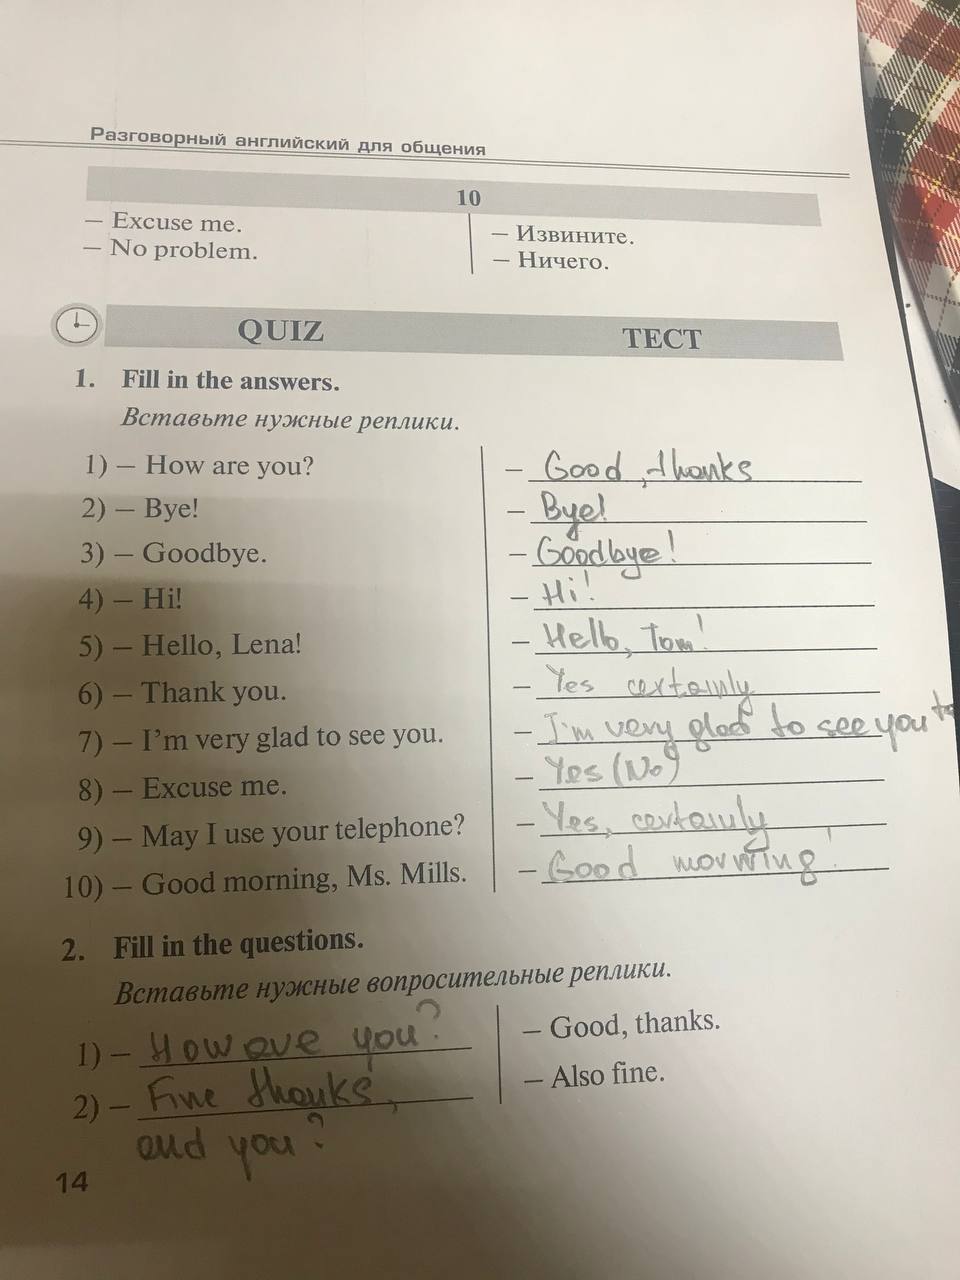 Разговорный английский для общения
10
– Excuse me.
– Извините.
– No problem.
– Ничего.
QUIZ
ТЕСТ
1. Fill in the answers.
Вставьте нужные реплики.
1) – How are you?
– Good, thanks
2) – Bye!
– Bye!
3) – Goodbye.
– Goodbye!
4) – Hi!
– Hi!
5) – Hello, Lena!
– Hello, Tom!
6) – Thank you.
– Yes certainly
7) – I'm very glad to see you.
– I'm very glad to see you to
8) – Excuse me.
– Yes (No)
9) – May I use your telephone?
– Yes, certainly
10) – Good morning, Ms. Mills.
– Good morning!
2. Fill in the questions.
Вставьте нужные вопросительные реплики.
1) – How are you?
– Good, thanks.
2) – Fine thanks,
and you?
– Also fine.
14